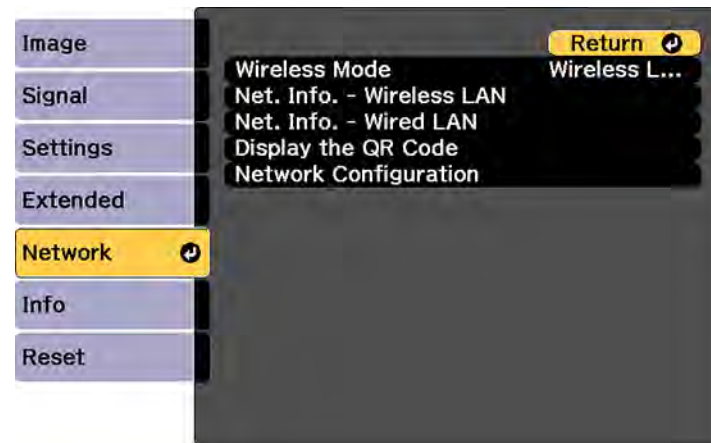 Image
Signal
Settings
Extended
Network
Info
Reset
Return
Wireless Mode Wireless L...
Net. Info. - Wireless LAN
Net. Info. - Wired LAN
Display the QR Code
Network Configuration